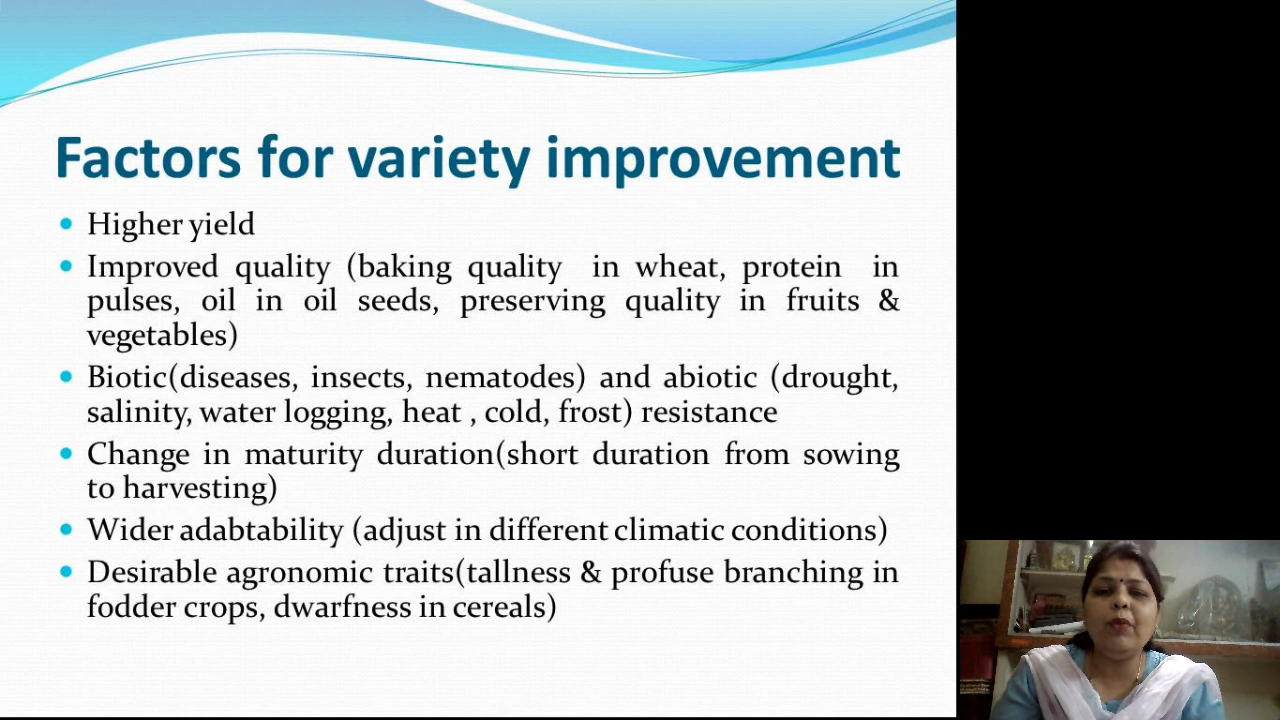 Factors for variety improvement
• Higher yield
• Improved quality (baking quality in wheat, protein in
pulses, oil in oil seeds, preserving quality in fruits &
vegetables)
• Biotic(diseases, insects, nematodes) and abiotic (drought,
salinity, water logging, heat , cold, frost) resistance
• Change in maturity duration(short duration from sowing
to harvesting)
• Wider adabtability (adjust in different climatic conditions)
• Desirable agronomic traits(tallness & profuse branching in
fodder crops, dwarfness in cereals)